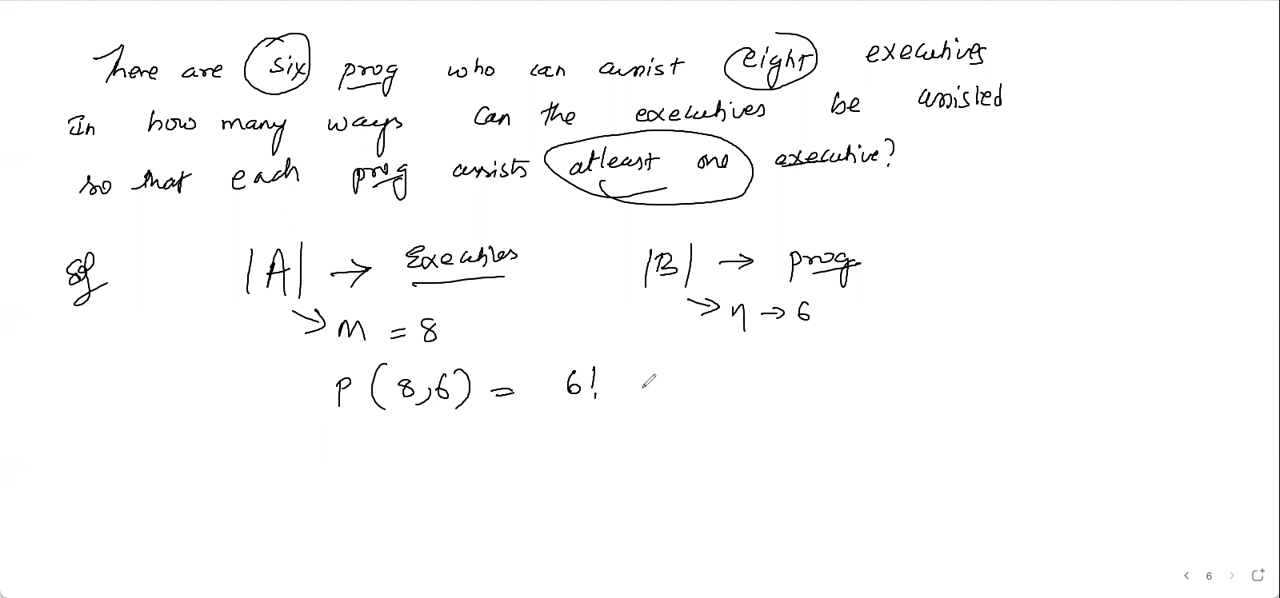 There are six prog who can assist eight executives
In how many ways can the executives be assisted
so that each prog assists atleast one executive?
Sol |A| → Executives |B| → prog
→ m = 8 → n → 6
P (8,6) = 6!
6